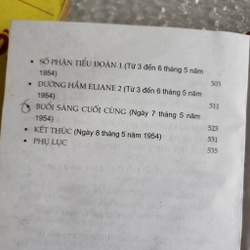 • SỐ PHẬN TIỂU ĐOÀN 1 (Từ 3 đến 6 tháng 5 năm
1954) 503
• ĐƯỜNG HẦM ELIANE 2 (Từ 3 đến 6 tháng 5 năm
1954) 511
• BUỔI SÁNG CUỐI CÙNG (Ngày 7 tháng 5 năm
1954) 523
• KẾT THÚC (Ngày 8 tháng 5 năm 1954) 531
• PHỤ LỤC 535